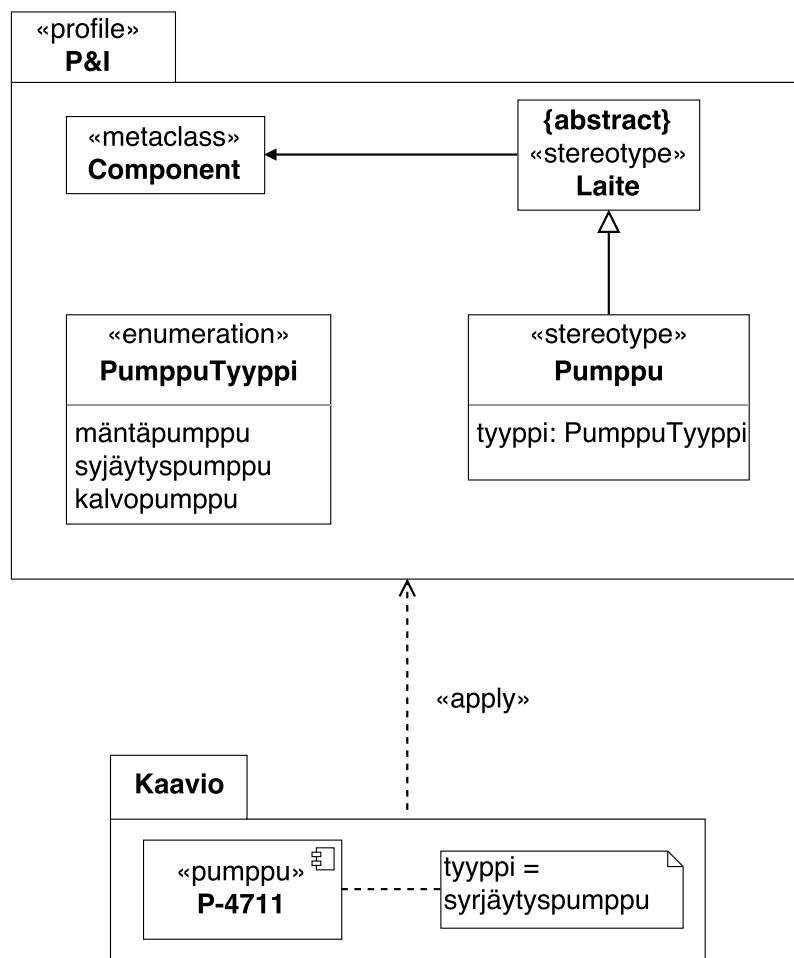 «profile»
P&I
«metaclass»
Component
{abstract}
«stereotype»
Laite
«enumeration»
PumppuTyyppi
mäntäpumppu
syjäytyspumppu
kalvopumppu
«stereotype»
Pumppu
tyyppi: PumppuTyyppi
«apply»
Kaavio
«pumppu»
P-4711
tyyppi =
syrjäytyspumppu